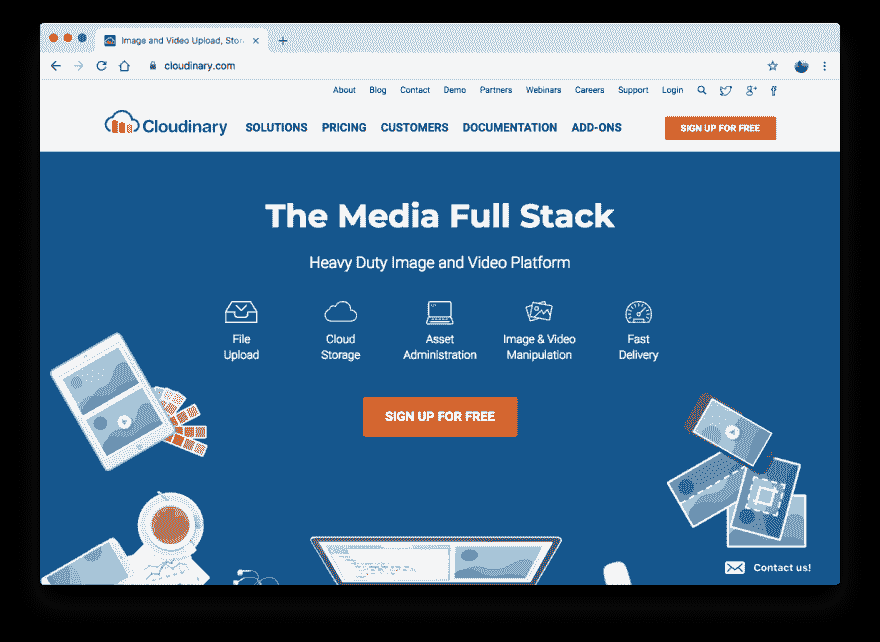 Image and Video Upload, Stor
cloudinary.com
About Blog Contact Demo Partners Webinars Careers Support Login
Cloudinary SOLUTIONS PRICING CUSTOMERS DOCUMENTATION ADD-ONS SIGN UP FOR FREE
The Media Full Stack
Heavy Duty Image and Video Platform
File Upload
Cloud Storage
Asset Administration
Image & Video Manipulation
Fast Delivery
SIGN UP FOR FREE
Contact us!